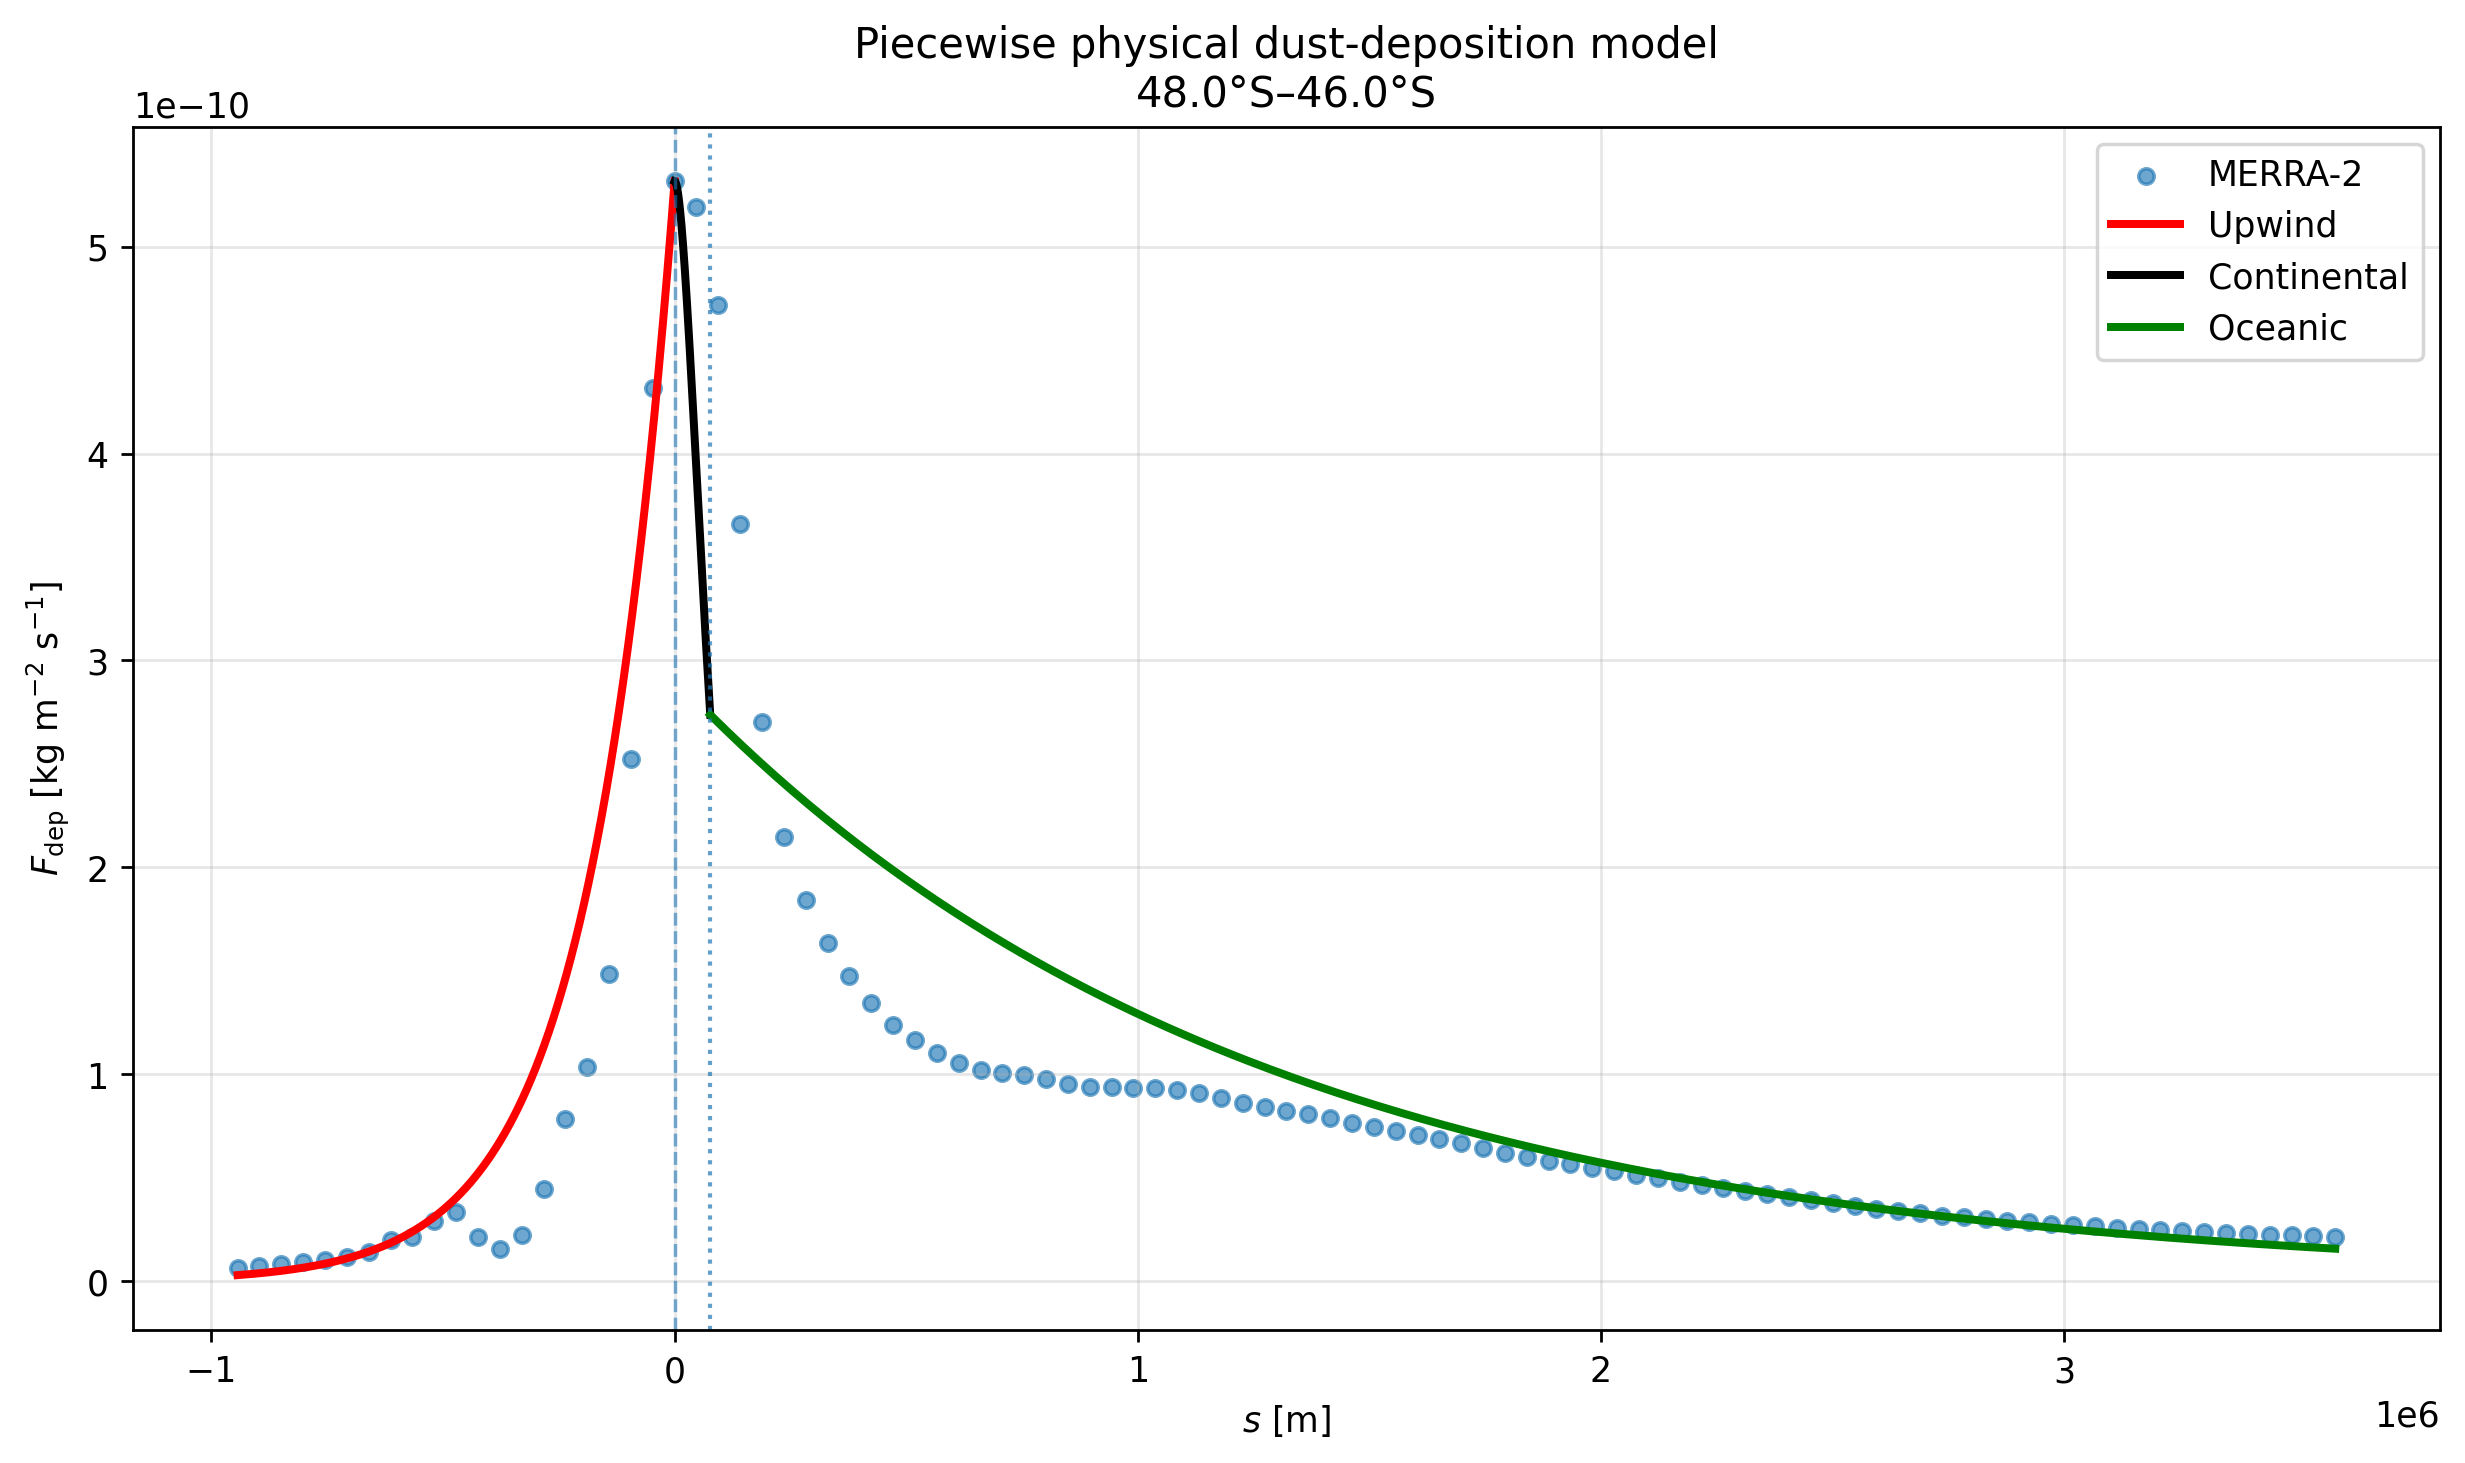 Piecewise physical dust-deposition model
48.0°S–46.0°S
1e−10
MERRA-2
Upwind
Continental
Oceanic
5
4
3
2
1
0
F_dep [kg m⁻² s⁻¹]
−1 0 1 2 3
1e6
s [m]